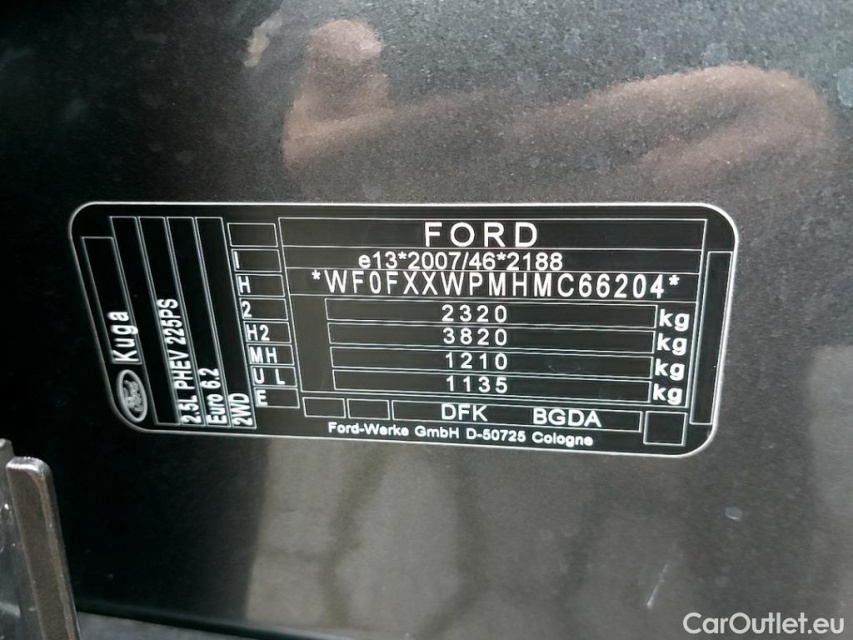 FORD
e13*2007/46*2188
*WF0FXXWPMHMC66204*
2320 kg
3820 kg
1210 kg
1135 kg
DFK BGDA
Ford-Werke GmbH D-50725 Cologne
Ford
Kuga
2.5L PHEV 225PS
Euro 6.2
2WD
I
H
2
H2
MH
U L
E
CarOutlet.eu